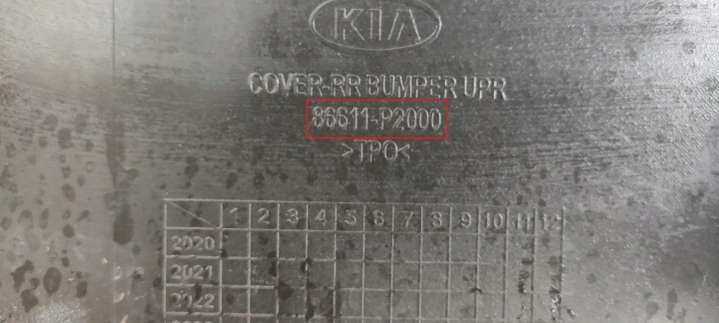 KIA
COVER-RR BUMPER UPR
86611-P2000
>TPO<
1 2 3 4 5 6 7 8 9 10 11 12
2020
2021
2022